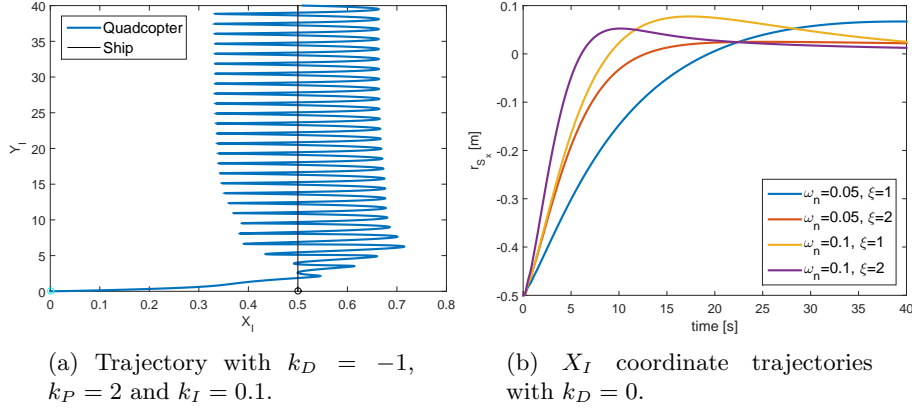 40
35
30
25
20
15
10
5
0
Y_I
Quadcopter
Ship
0 0.1 0.2 0.3 0.4 0.5 0.6 0.7 0.8
X_I
(a) Trajectory with k_D = −1,
k_P = 2 and k_I = 0.1.
0.1
0
-0.1
-0.2
-0.3
-0.4
-0.5
r_{S_x} [m]
ω_n=0.05, ξ=1
ω_n=0.05, ξ=2
ω_n=0.1, ξ=1
ω_n=0.1, ξ=2
0 5 10 15 20 25 30 35 40
time [s]
(b) X_I coordinate trajectories
with k_D = 0.